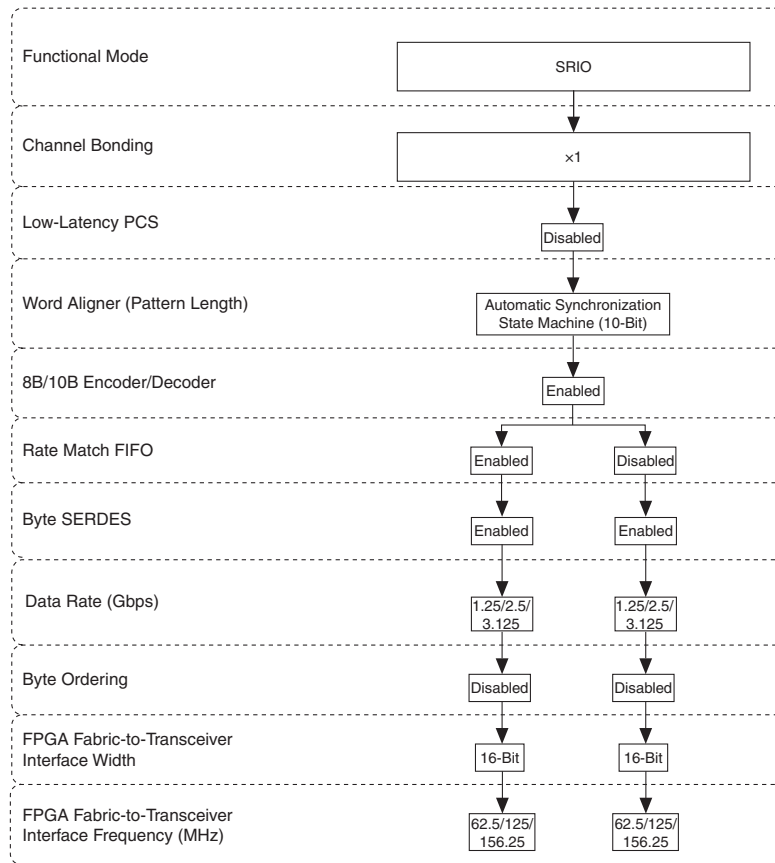 Functional Mode
SRIO
Channel Bonding
×1
Low-Latency PCS
Disabled
Word Aligner (Pattern Length)
Automatic Synchronization
State Machine (10-Bit)
8B/10B Encoder/Decoder
Enabled
Rate Match FIFO
Enabled
Disabled
Byte SERDES
Enabled
Enabled
Data Rate (Gbps)
1.25/2.5/
3.125
1.25/2.5/
3.125
Byte Ordering
Disabled
Disabled
FPGA Fabric-to-Transceiver
Interface Width
16-Bit
16-Bit
FPGA Fabric-to-Transceiver
Interface Frequency (MHz)
62.5/125/
156.25
62.5/125/
156.25